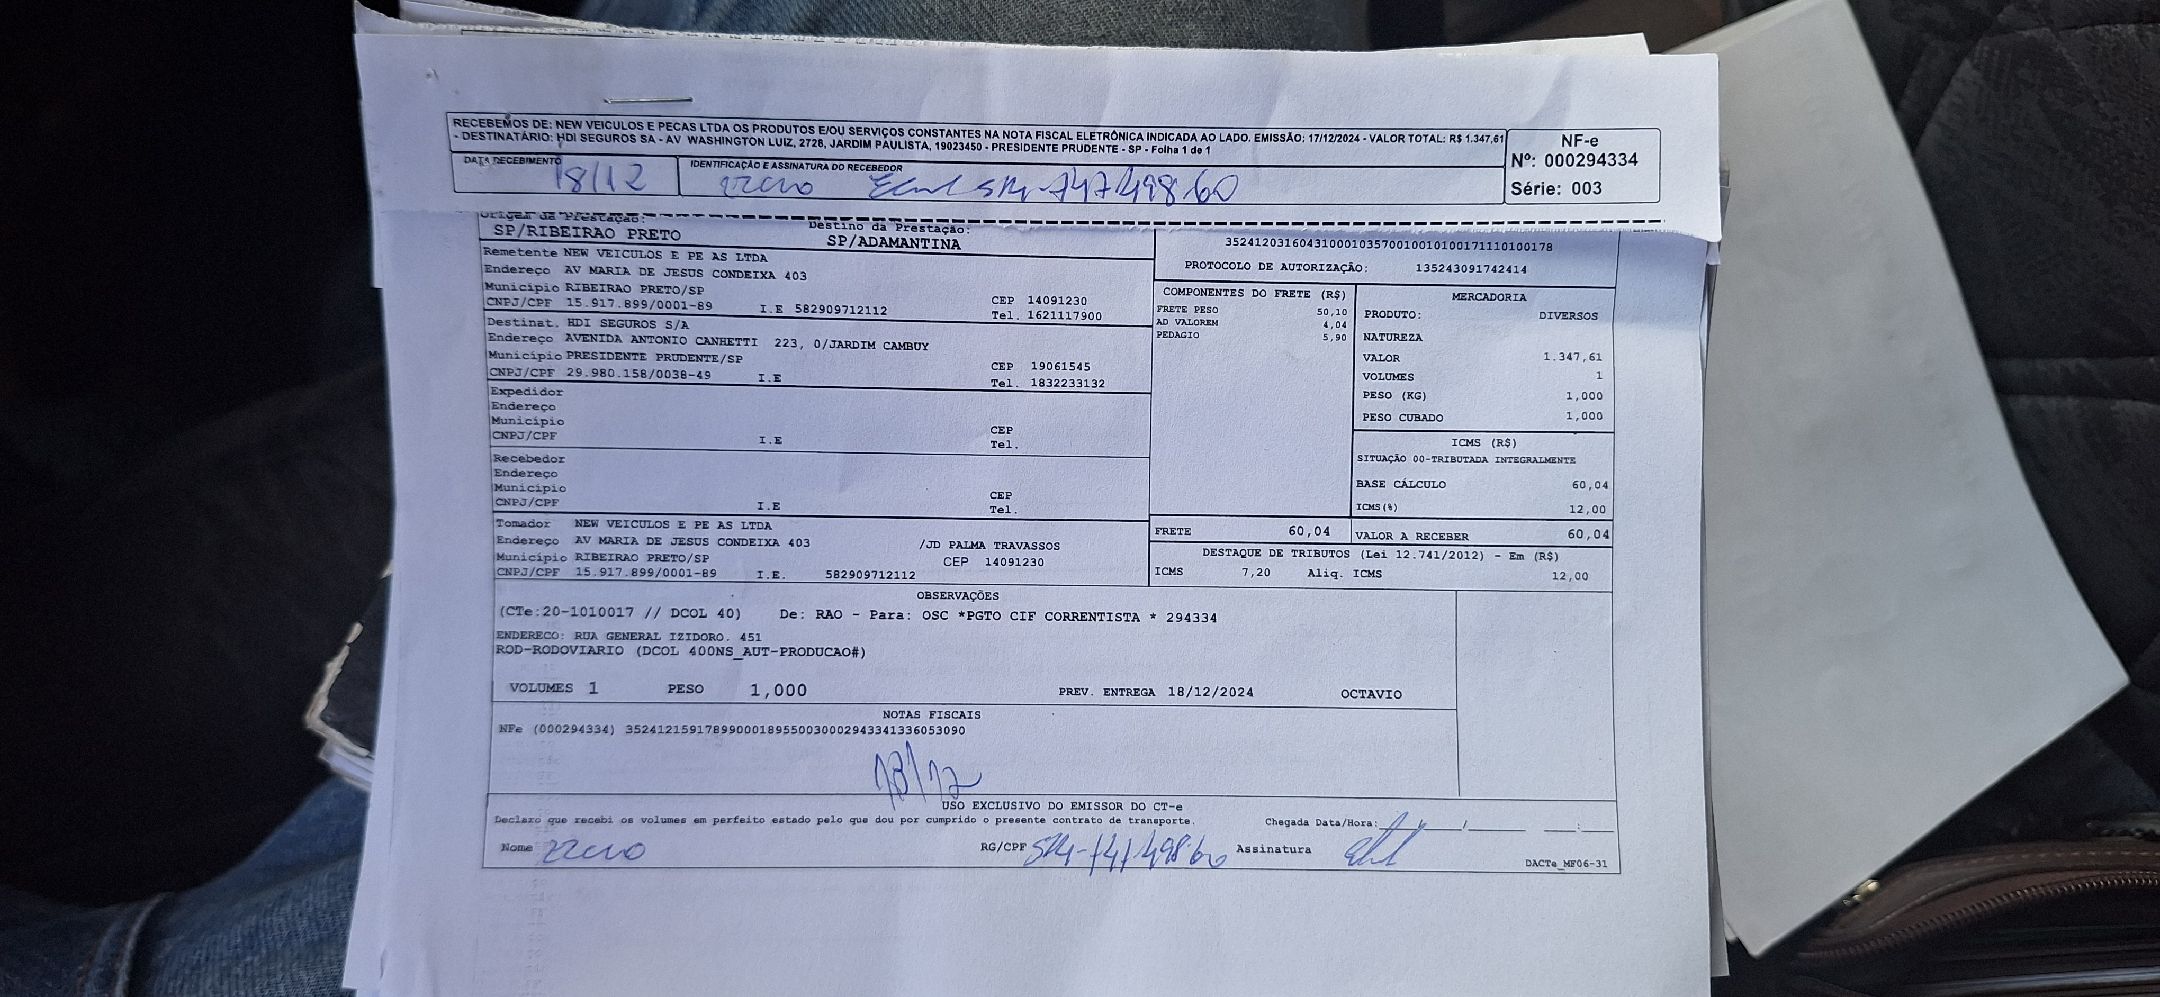 RECEBEMOS DE: NEW VEICULOS E PECAS LTDA OS PRODUTOS E/OU SERVIÇOS CONSTANTES NA NOTA FISCAL ELETRÔNICA INDICADA AO LADO. EMISSÃO: 17/12/2024 - VALOR TOTAL: R$ 1.347,61
- DESTINATÁRIO: HDI SEGUROS SA - AV WASHINGTON LUIZ, 2728, JARDIM PAULISTA, 19023450 - PRESIDENTE PRUDENTE - SP - Folha 1 de 1
NF-e
Nº: 000294334
Série: 003
DATA RECEBIMENTO
18/12
IDENTIFICAÇÃO E ASSINATURA DO RECEBEDOR
Origem da Prestação:
SP/RIBEIRAO PRETO
Destino da Prestação:
SP/ADAMANTINA
35241203160431000103570010010100171110100178
PROTOCOLO DE AUTORIZAÇÃO: 135243091742414
Remetente NEW VEICULOS E PE AS LTDA
Endereço AV MARIA DE JESUS CONDEIXA 403
Município RIBEIRAO PRETO/SP
CEP 14091230
CNPJ/CPF 15.917.899/0001-89 I.E 582909712112
Tel. 1621117900
Destinat. HDI SEGUROS S/A
Endereço AVENIDA ANTONIO CANHETTI 223, 0/JARDIM CAMBUY
Município PRESIDENTE PRUDENTE/SP
CEP 19061545
CNPJ/CPF 29.980.158/0038-49 I.E
Tel. 1832233132
Expedidor
Endereço
Município
CEP
CNPJ/CPF I.E
Tel.
Recebedor
Endereço
Município
CEP
CNPJ/CPF I.E
Tel.
Tomador NEW VEICULOS E PE AS LTDA
Endereço AV MARIA DE JESUS CONDEIXA 403 /JD PALMA TRAVASSOS
Município RIBEIRAO PRETO/SP CEP 14091230
CNPJ/CPF 15.917.899/0001-89 I.E. 582909712112
COMPONENTES DO FRETE (R$)
FRETE PESO 50,10
AD VALOREM 4,04
PEDAGIO 5,90
MERCADORIA
PRODUTO: DIVERSOS
NATUREZA
VALOR 1.347,61
VOLUMES 1
PESO (KG) 1,000
PESO CUBADO 1,000
ICMS (R$)
SITUAÇÃO 00-TRIBUTADA INTEGRALMENTE
BASE CÁLCULO 60,04
ICMS(%) 12,00
FRETE 60,04
VALOR A RECEBER 60,04
DESTAQUE DE TRIBUTOS (Lei 12.741/2012) - Em (R$)
ICMS 7,20 Aliq. ICMS 12,00
OBSERVAÇÕES
(CTe:20-1010017 // DCOL 40) De: RAO - Para: OSC *PGTO CIF CORRENTISTA * 294334
ENDERECO: RUA GENERAL IZIDORO. 451
ROD-RODOVIARIO (DCOL 400NS_AUT-PRODUCAO#)
VOLUMES 1 PESO 1,000 PREV. ENTREGA 18/12/2024 OCTAVIO
NOTAS FISCAIS
NFe (000294334) 35241215917899000189550030002943341336053090
18/12
USO EXCLUSIVO DO EMISSOR DO CT-e
Declaro que recebi os volumes em perfeito estado pelo que dou por cumprido o presente contrato de transporte.
Chegada Data/Hora: __/__/____ __:__
Nome
RG/CPF
Assinatura
DACTe_MF06-31